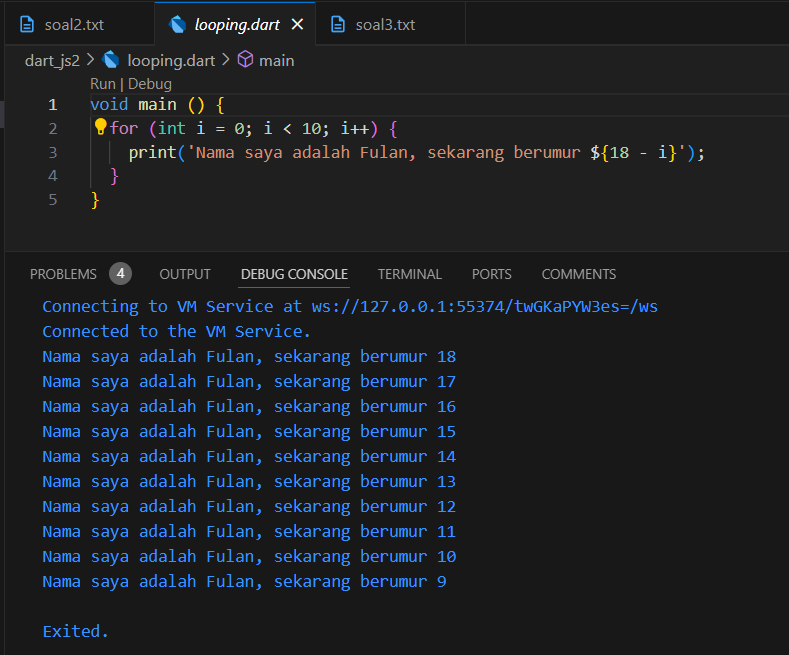 soal2.txt looping.dart soal3.txt
dart_js2 > looping.dart > main
Run | Debug
1 void main () {
2 for (int i = 0; i < 10; i++) {
3 print('Nama saya adalah Fulan, sekarang berumur ${18 - i}');
4 }
5 }
PROBLEMS 4 OUTPUT DEBUG CONSOLE TERMINAL PORTS COMMENTS
Connecting to VM Service at ws://127.0.0.1:55374/twGKaPYW3es=/ws
Connected to the VM Service.
Nama saya adalah Fulan, sekarang berumur 18
Nama saya adalah Fulan, sekarang berumur 17
Nama saya adalah Fulan, sekarang berumur 16
Nama saya adalah Fulan, sekarang berumur 15
Nama saya adalah Fulan, sekarang berumur 14
Nama saya adalah Fulan, sekarang berumur 13
Nama saya adalah Fulan, sekarang berumur 12
Nama saya adalah Fulan, sekarang berumur 11
Nama saya adalah Fulan, sekarang berumur 10
Nama saya adalah Fulan, sekarang berumur 9
Exited.